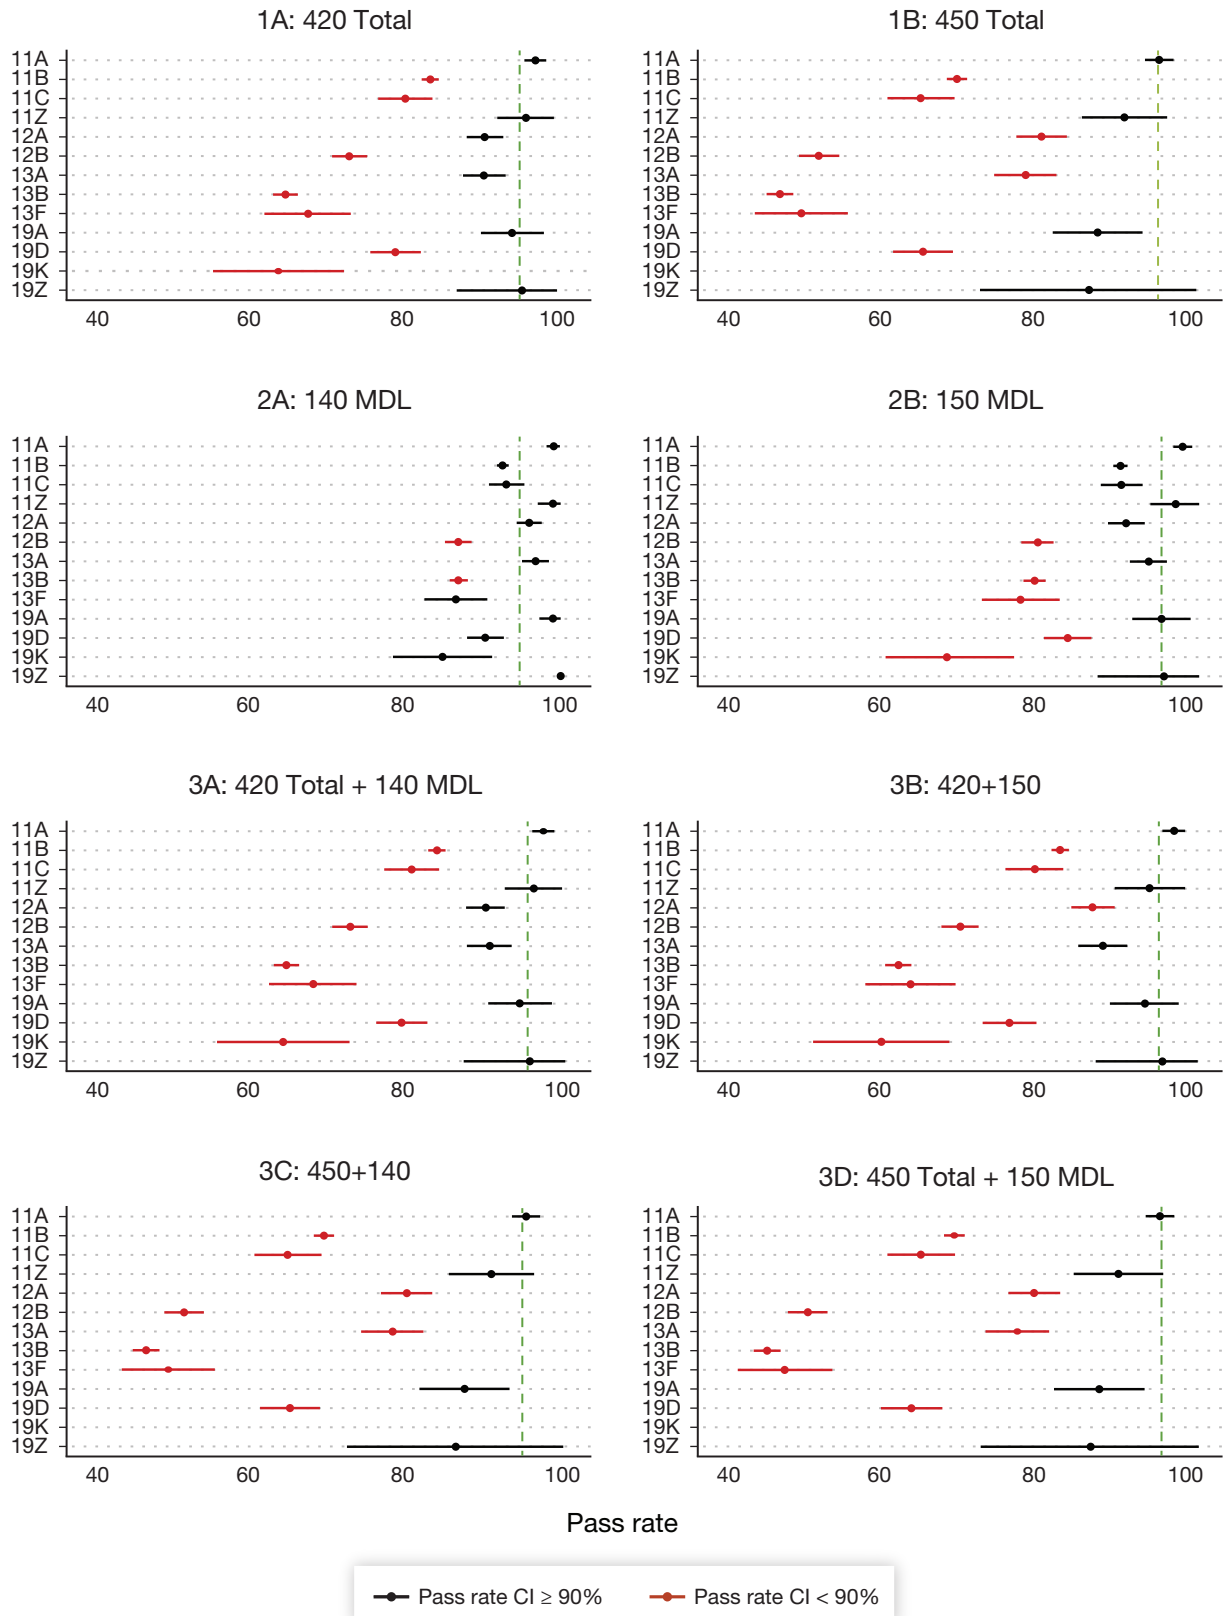 1A: 420 Total
11A
11B
11C
11Z
12A
12B
13A
13B
13F
19A
19D
19K
19Z
40 60 80 100
1B: 450 Total
11A
11B
11C
11Z
12A
12B
13A
13B
13F
19A
19D
19K
19Z
40 60 80 100
2A: 140 MDL
11A
11B
11C
11Z
12A
12B
13A
13B
13F
19A
19D
19K
19Z
40 60 80 100
2B: 150 MDL
11A
11B
11C
11Z
12A
12B
13A
13B
13F
19A
19D
19K
19Z
40 60 80 100
3A: 420 Total + 140 MDL
11A
11B
11C
11Z
12A
12B
13A
13B
13F
19A
19D
19K
19Z
40 60 80 100
3B: 420+150
11A
11B
11C
11Z
12A
12B
13A
13B
13F
19A
19D
19K
19Z
40 60 80 100
3C: 450+140
11A
11B
11C
11Z
12A
12B
13A
13B
13F
19A
19D
19K
19Z
40 60 80 100
3D: 450 Total + 150 MDL
11A
11B
11C
11Z
12A
12B
13A
13B
13F
19A
19D
19K
19Z
40 60 80 100
Pass rate
Pass rate CI ≥ 90% Pass rate CI < 90%